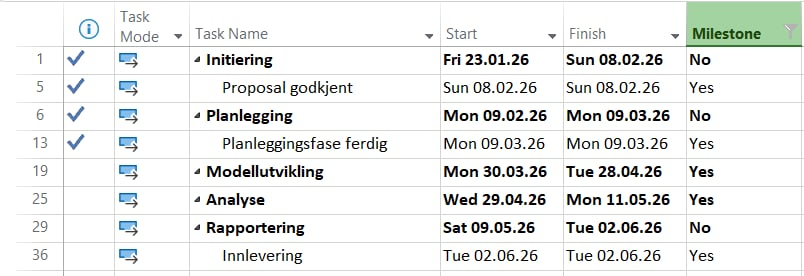 Task Mode Task Name Start Finish Milestone
1 Initiering Fri 23.01.26 Sun 08.02.26 No
5 Proposal godkjent Sun 08.02.26 Sun 08.02.26 Yes
6 Planlegging Mon 09.02.26 Mon 09.03.26 No
13 Planleggingsfase ferdig Mon 09.03.26 Mon 09.03.26 Yes
19 Modellutvikling Mon 30.03.26 Tue 28.04.26 Yes
25 Analyse Wed 29.04.26 Mon 11.05.26 Yes
29 Rapportering Sat 09.05.26 Tue 02.06.26 No
36 Innlevering Tue 02.06.26 Tue 02.06.26 Yes